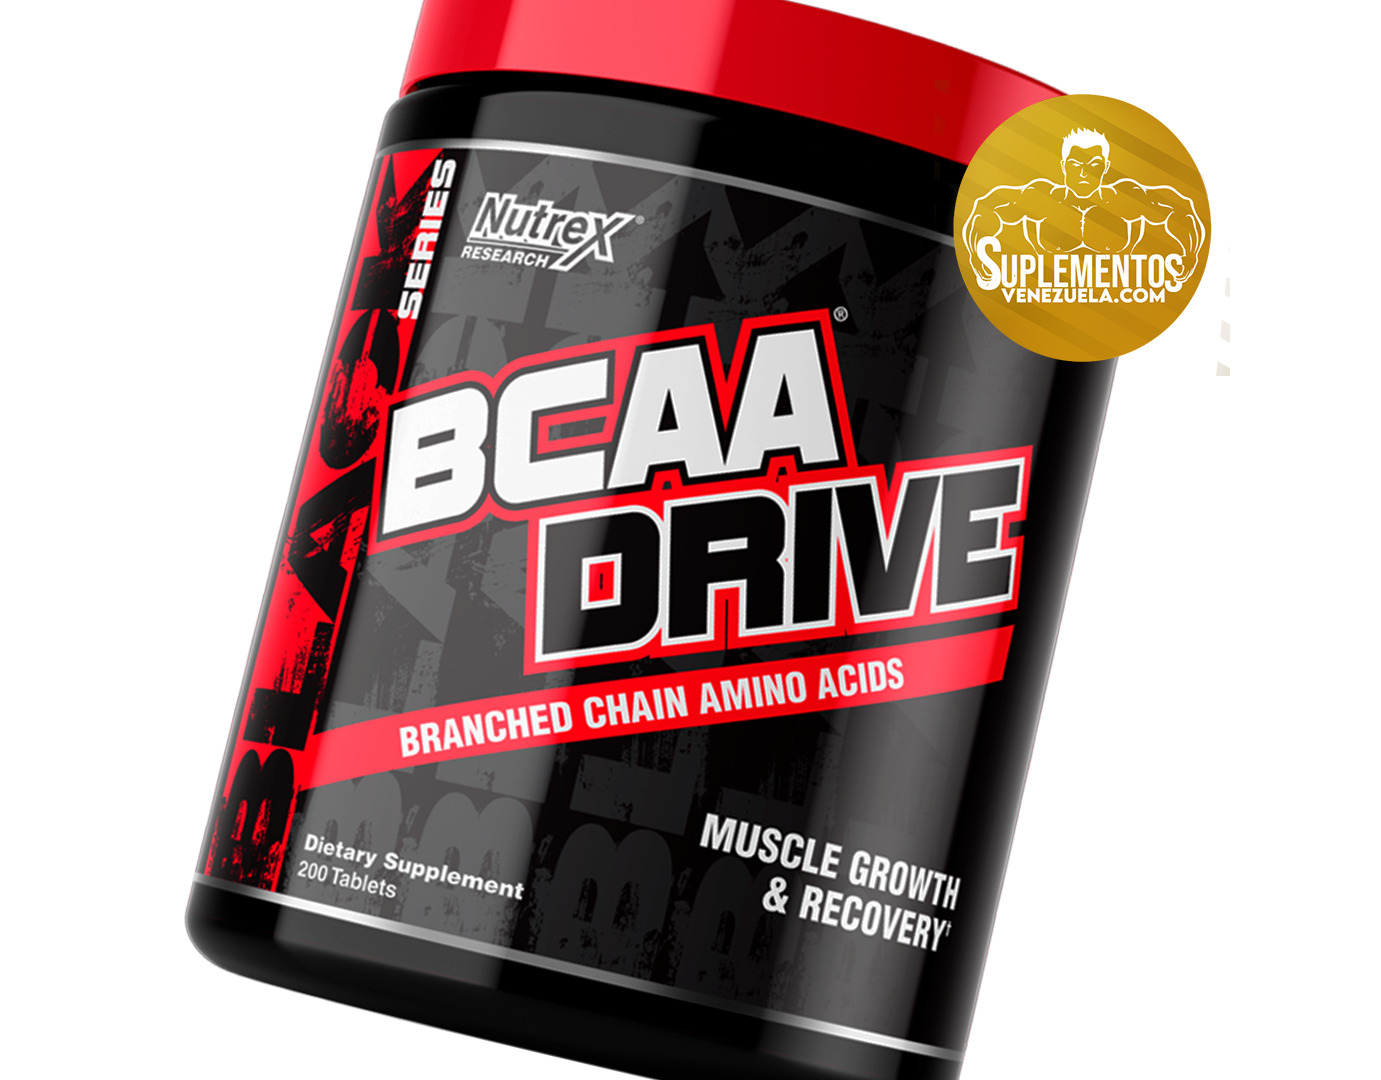 BLACK
SERIES
NutreX®
RESEARCH
BCAA®
DRIVE
BRANCHED CHAIN AMINO ACIDS
MUSCLE GROWTH
& RECOVERY†
Dietary Supplement
200 Tablets
SUPLEMENTOS
VENEZUELA.COM